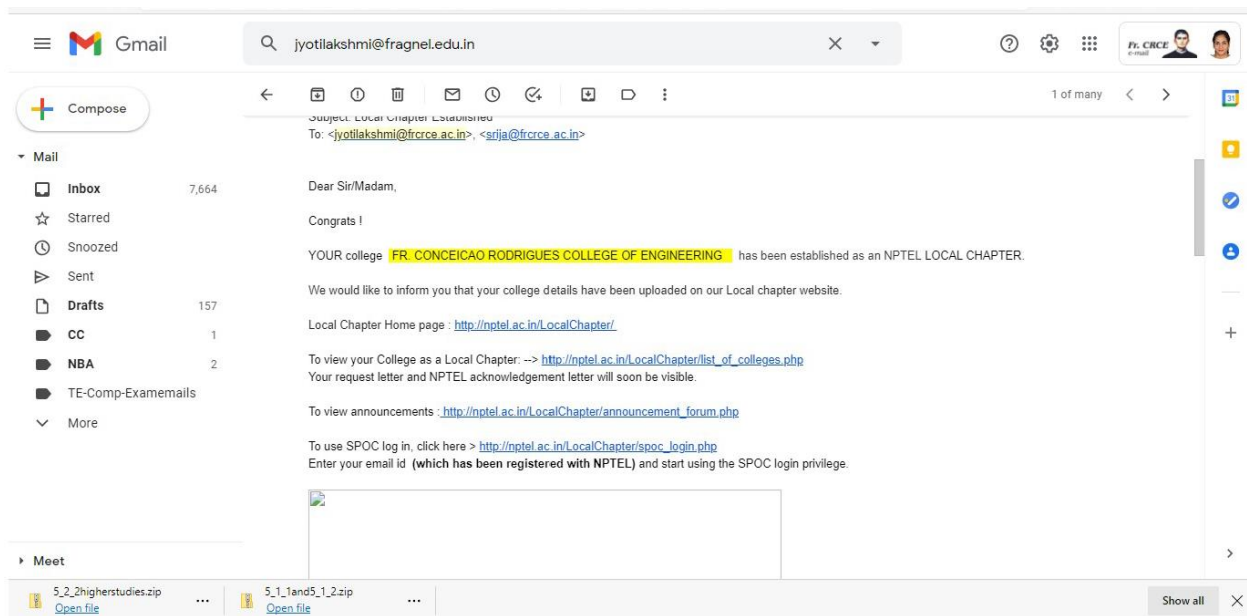 Gmail
jyotilakshmi@fragnel.edu.in
Fr. CRCE
e-mail
Compose
1 of many
31
Subject: Local Chapter Established
To: <jyotilakshmi@frcrce.ac.in>, <srija@frcrce.ac.in>
Mail
Inbox 7,664
Starred
Snoozed
Sent
Drafts 157
CC 1
NBA 2
TE-Comp-Examemails
More
Dear Sir/Madam,
Congrats !
YOUR college FR. CONCEICAO RODRIGUES COLLEGE OF ENGINEERING has been established as an NPTEL LOCAL CHAPTER.
We would like to inform you that your college details have been uploaded on our Local chapter website.
Local Chapter Home page : http://nptel.ac.in/LocalChapter/
To view your College as a Local Chapter: --> http://nptel.ac.in/LocalChapter/list_of_colleges.php
Your request letter and NPTEL acknowledgement letter will soon be visible.
To view announcements : http://nptel.ac.in/LocalChapter/announcement_forum.php
To use SPOC log in, click here > http://nptel.ac.in/LocalChapter/spoc_login.php
Enter your email id (which has been registered with NPTEL) and start using the SPOC login privilege.
Meet
5_2_2higherstudies.zip
Open file
5_1_1and5_1_2.zip
Open file
Show all